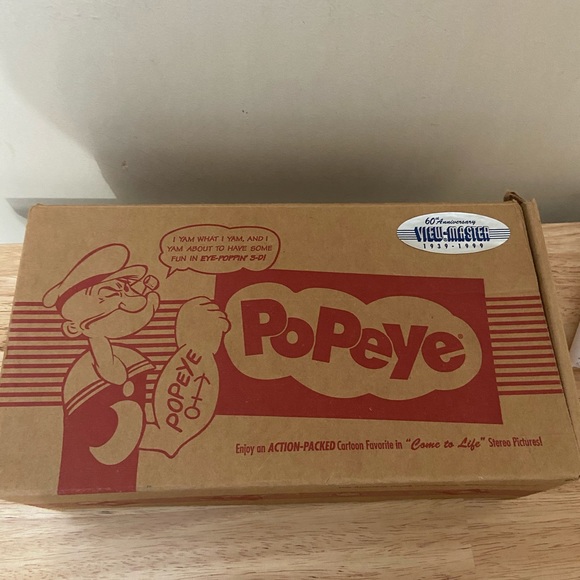 60th Anniversary
VIEW-MASTER
1939-1999
I YAM WHAT I YAM, AND I
YAM ABOUT TO HAVE SOME
FUN IN EYE-POPPIN' 3-D!
POPEYE
PoPeye®
Enjoy an ACTION-PACKED Cartoon Favorite in "Come to Life" Stereo Pictures!